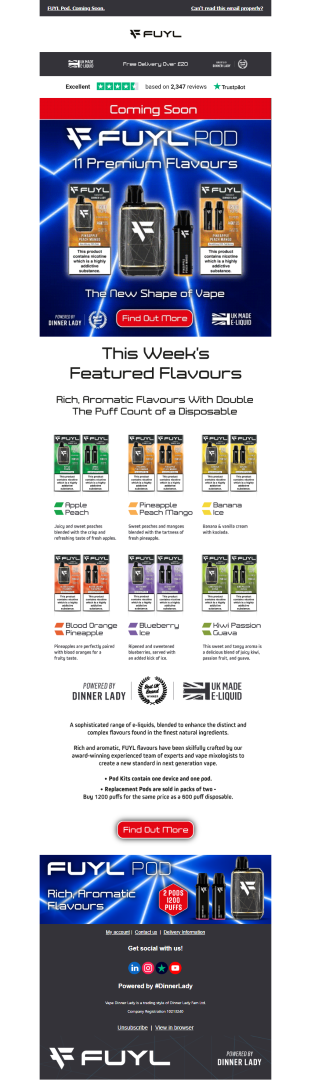 FUYL Pod, Coming Soon.
Can't read this email properly?
FUYL
UK MADE E-LIQUID
Free Delivery Over £20
DINNER LADY
Excellent
based on 2,347 reviews
Trustpilot
Coming Soon
FUYL POD
11 Premium Flavours
FUYL
PINEAPPLE
PEACH MANGO
This product
contains nicotine
which is a highly
addictive
substance.
FUYL
PINEAPPLE
PEACH MANGO
This product
contains nicotine
which is a highly
addictive
substance.
The New Shape of Vape
POWERED BY
DINNER LADY
Find Out More
UK MADE
E-LIQUID
This Week's
Featured Flavours
Rich, Aromatic Flavours With Double
The Puff Count of a Disposable
Apple
Peach
Juicy and sweet peaches
blended with the crisp and
refreshing taste of fresh apples.
Pineapple
Peach Mango
Sweet peaches and mangoes
blended with the tartness of
fresh pineapple.
Banana
Ice
Banana & vanilla cream
with koolada.
Blood Orange
Pineapple
Pineapples are perfectly paired
with blood oranges for a
fruity taste.
Blueberry
Ice
Ripened and sweetened
blueberries, served with
an added kick of ice.
Kiwi Passion
Guava
This sweet and tangy aroma is
a delicious blend of juicy kiwi,
passion fruit, and guava.
POWERED BY
DINNER LADY
UK MADE
E-LIQUID
A sophisticated range of e-liquids, blended to enhance the distinct and
complex flavours found in the finest natural ingredients.
Rich and aromatic, FUYL flavours have been skilfully crafted by our
award-winning experienced team of experts and vape mixologists to
create a new standard in next generation vape.
• Pod Kits contain one device and one pod.
• Replacement Pods are sold in packs of two -
Buy 1200 puffs for the same price as a 600 puff disposable.
Find Out More
FUYL POD
Rich, Aromatic
Flavours
2 PODS
1200
PUFFS
My account | Contact us | Delivery Information
Get social with us!
Powered by #DinnerLady
Vape Dinner Lady is a trading style of Dinner Lady Fam Ltd.
Company Registration 10213240
Unsubscribe | View in browser
FUYL
POWERED BY
DINNER LADY